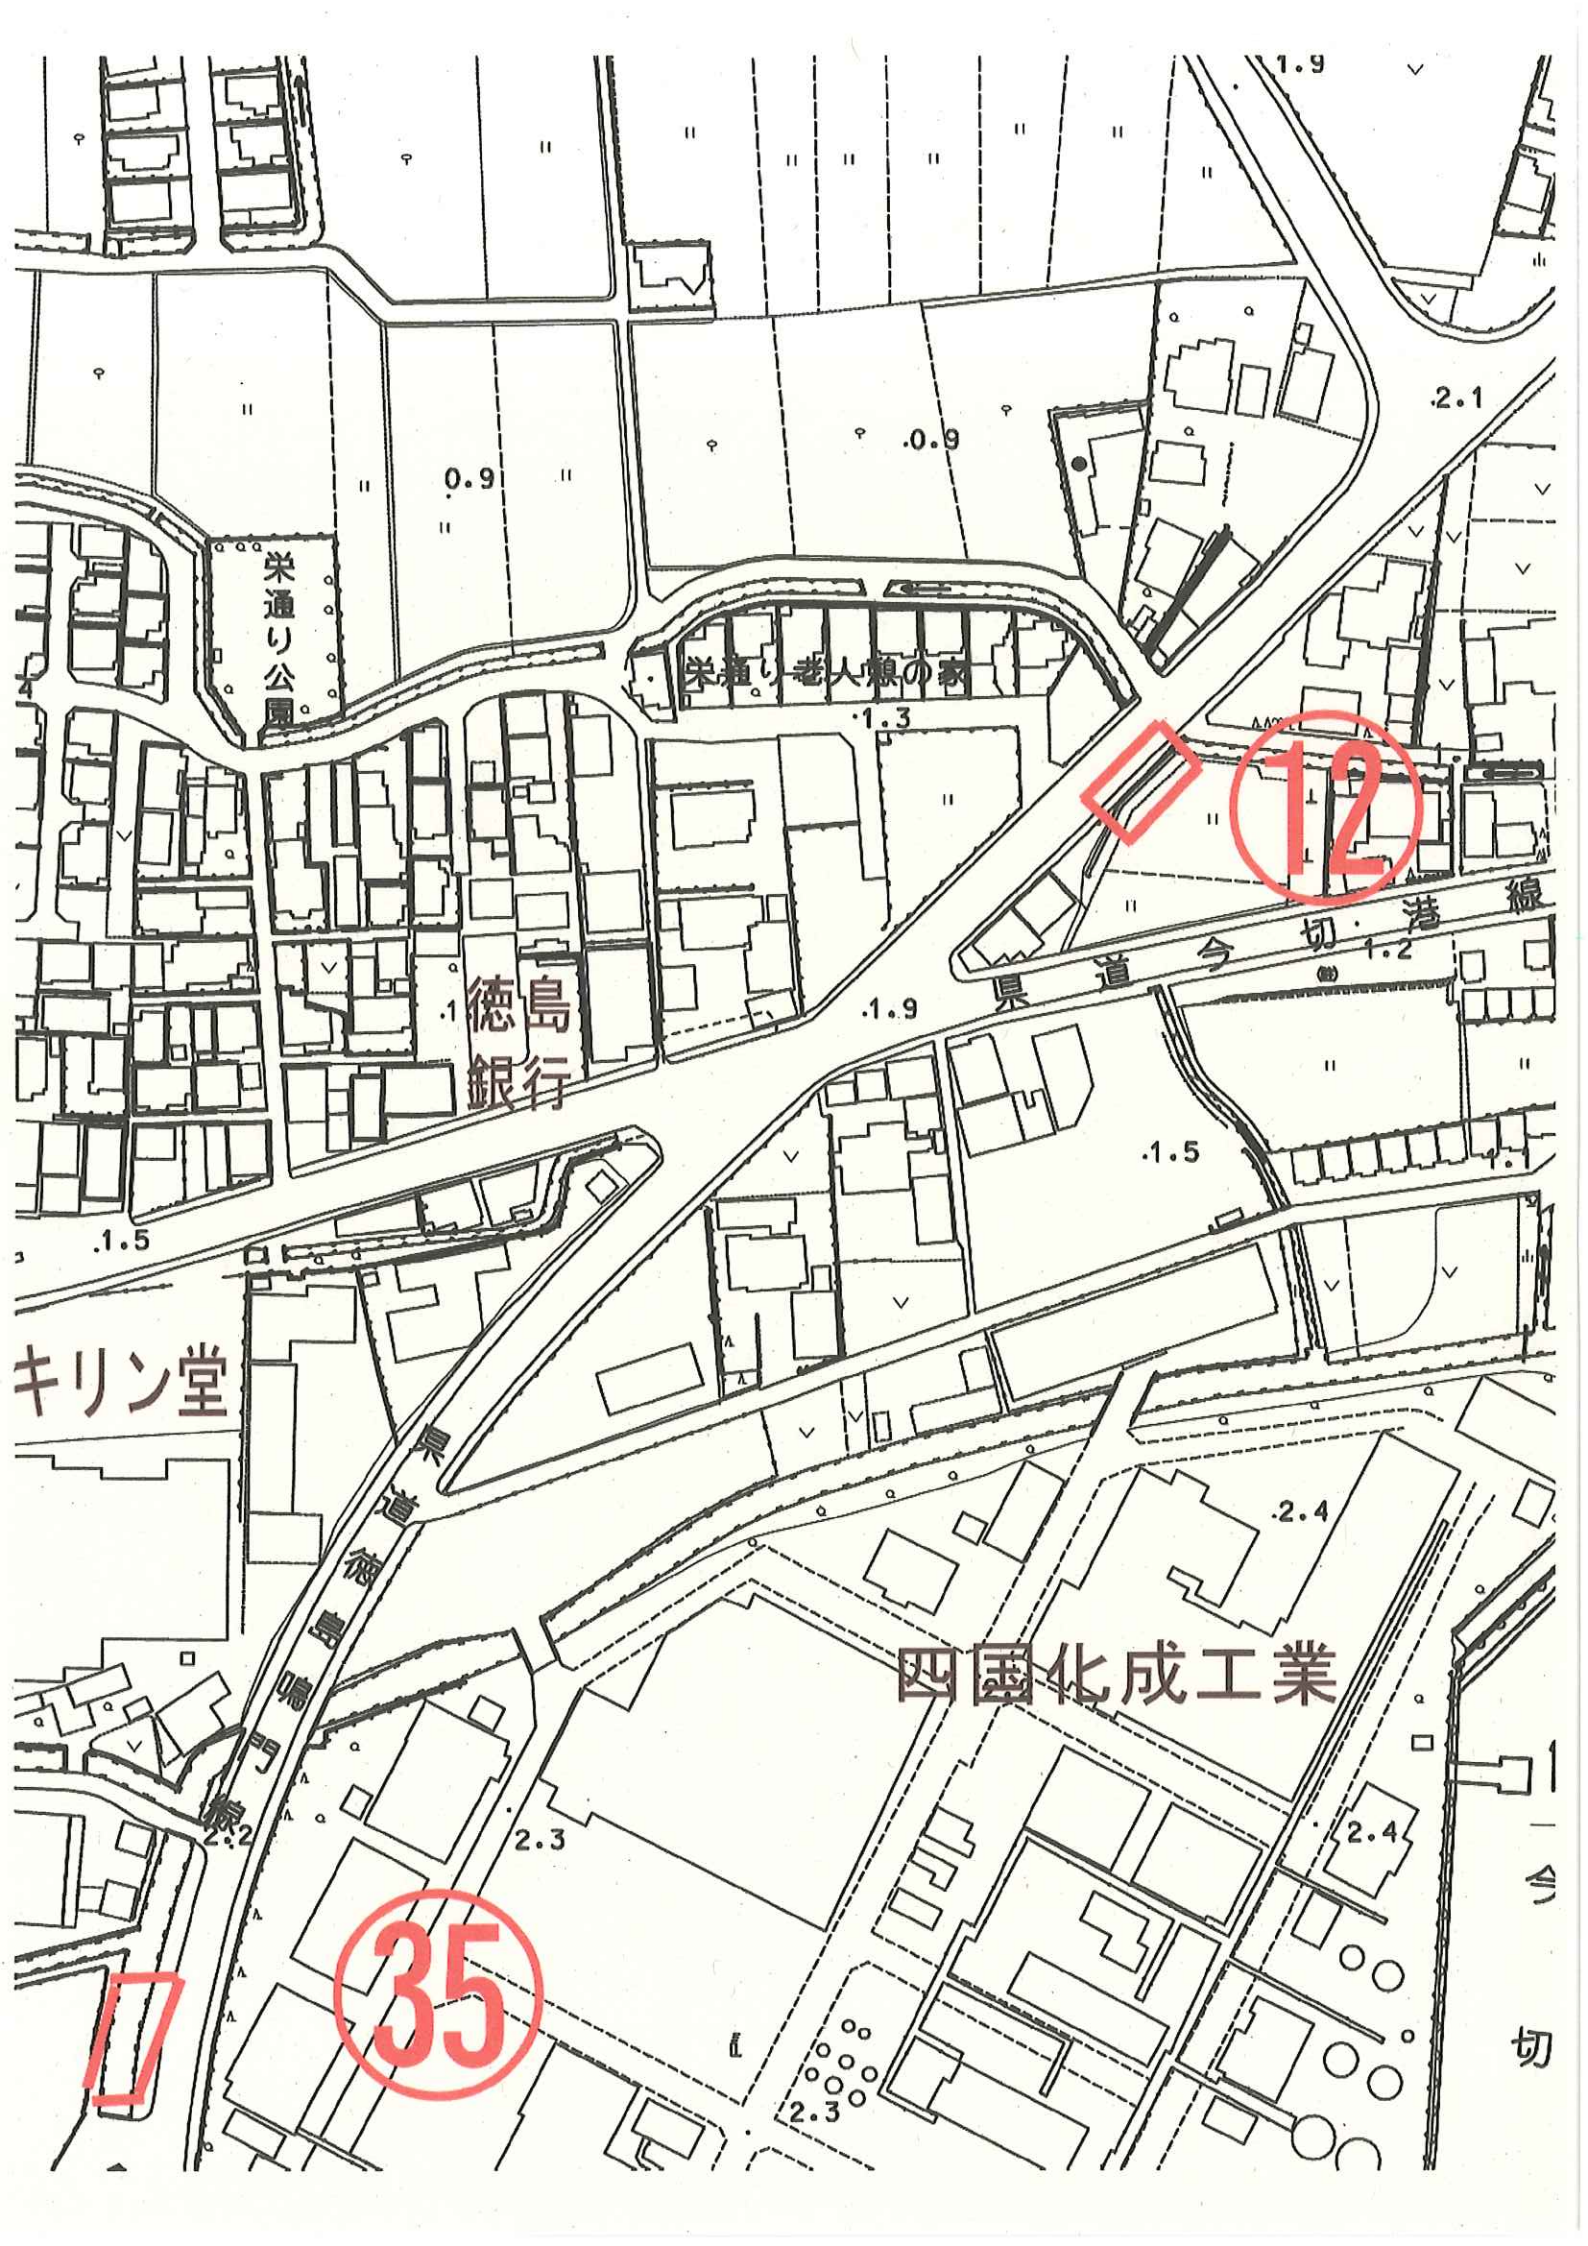 1.9
.2.1
.0.9
0.9
栄通り公園
栄通り老人憩の家
.1.3
12
県道今切港線
1.2
徳島
銀行
.1.9
.1.5
.1.5
キリン堂
県道徳島鳴門線
.2.4
四国化成工業
2.2
2.3
2.4
35
2.3
今
切